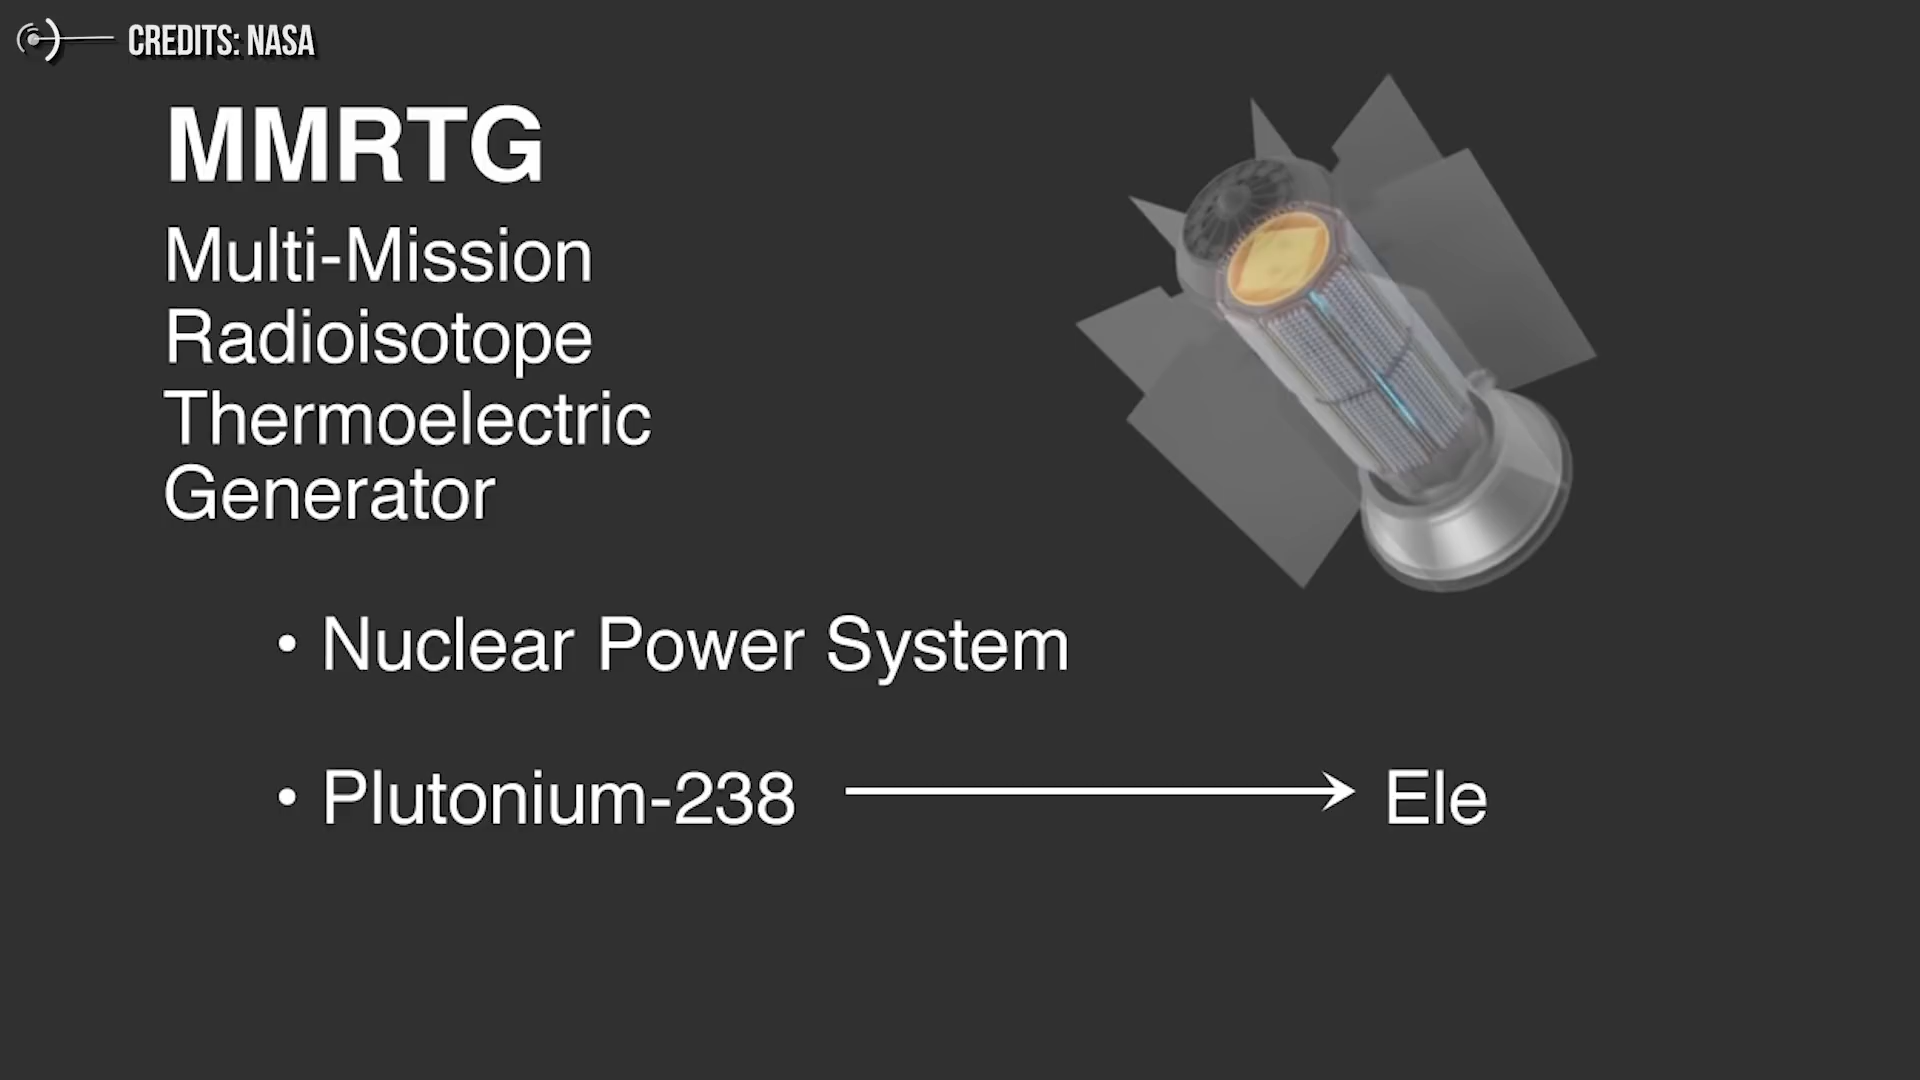 CREDITS: NASA
MMRTG
Multi-Mission
Radioisotope
Thermoelectric
Generator
• Nuclear Power System
• Plutonium-238 → Ele